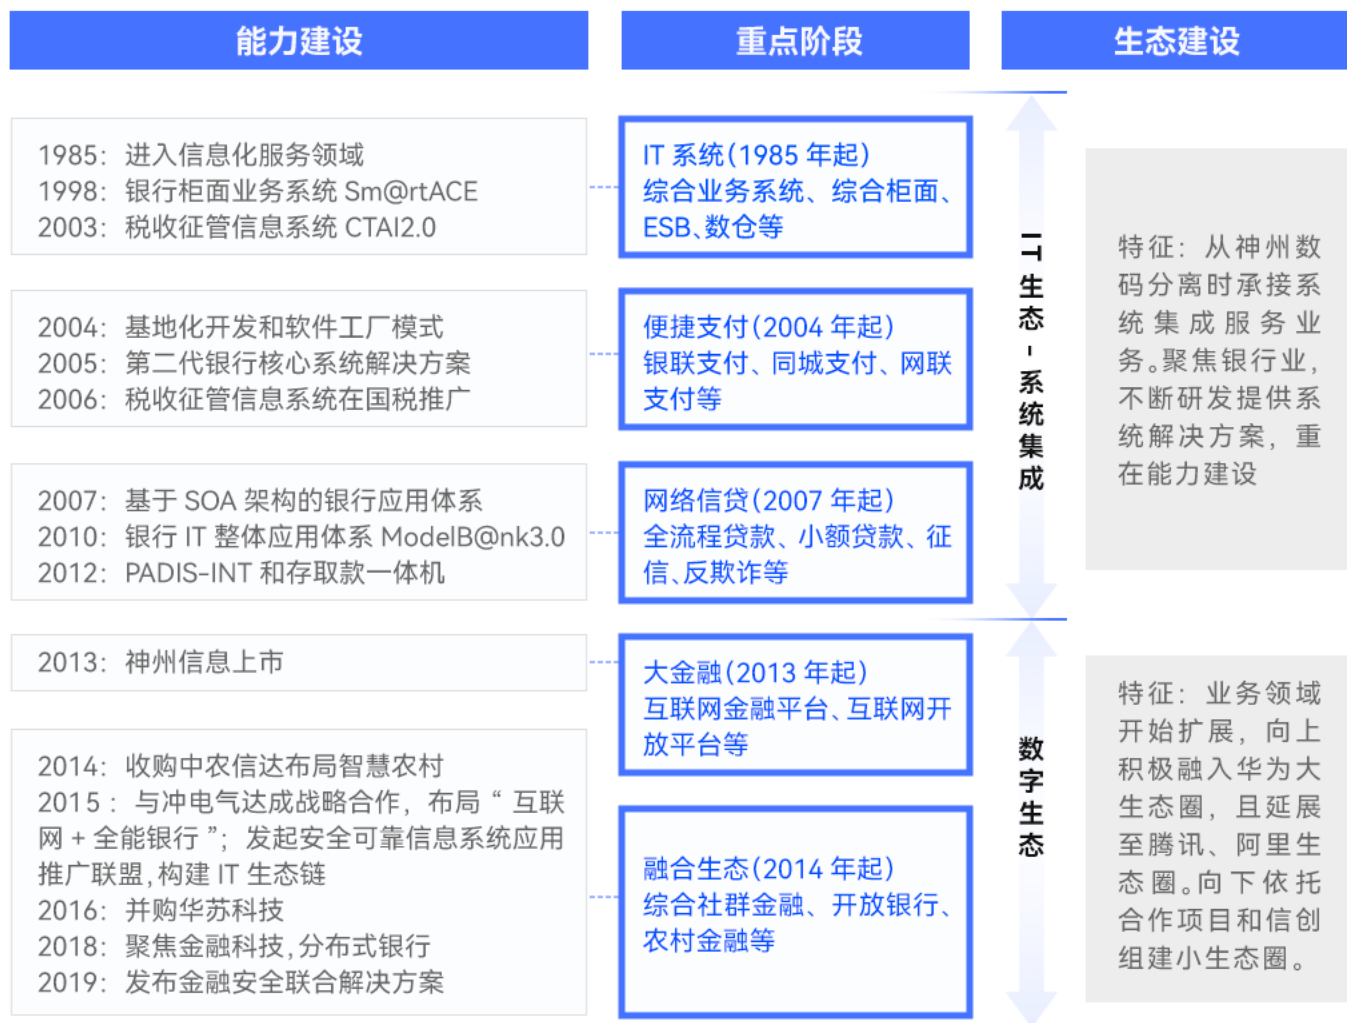 能力建设
重点阶段
生态建设
1985：进入信息化服务领域
1998：银行柜面业务系统 Sm@rtACE
2003：税收征管信息系统 CTAI2.0
IT 系统（1985 年起）
综合业务系统、综合柜面、
ESB、数仓等
2004：基地化开发和软件工厂模式
2005：第二代银行核心系统解决方案
2006：税收征管信息系统在国税推广
便捷支付（2004 年起）
银联支付、同城支付、网联
支付等
2007：基于 SOA 架构的银行应用体系
2010：银行 IT 整体应用体系 ModelB@nk3.0
2012：PADIS-INT 和存取款一体机
网络信贷（2007 年起）
全流程贷款、小额贷款、征
信、反欺诈等
IT生态-系统集成
特征：从神州数
码分离时承接系
统集成服务业
务。聚焦银行业，
不断研发提供系
统解决方案，重
在能力建设
2013：神州信息上市
大金融（2013 年起）
互联网金融平台、互联网开
放平台等
2014：收购中农信达布局智慧农村
2015：与冲电气达成战略合作，布局“ 互联
网 + 全能银行 ”；发起安全可靠信息系统应用
推广联盟，构建 IT 生态链
2016：并购华苏科技
2018：聚焦金融科技，分布式银行
2019：发布金融安全联合解决方案
融合生态（2014 年起）
综合社群金融、开放银行、
农村金融等
数字生态
特征：业务领域
开始扩展，向上
积极融入华为大
生态圈，且延展
至腾讯、阿里生
态圈。向下依托
合作项目和信创
组建小生态圈。